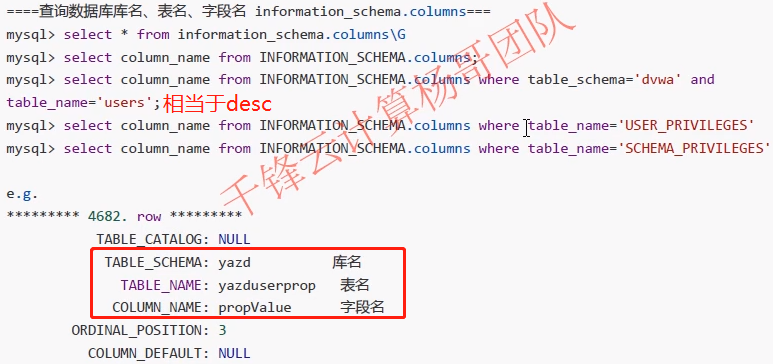 ====查询数据库库名、表名、字段名 information_schema.columns===
mysql> select * from information_schema.columns\G
mysql> select column_name from INFORMATION_SCHEMA.columns;
mysql> select column_name from INFORMATION_SCHEMA.columns where table_schema='dvwa' and
table_name='users';相当于desc
mysql> select column_name from INFORMATION_SCHEMA.columns where table_name='USER_PRIVILEGES'
mysql> select column_name from INFORMATION_SCHEMA.columns where table_name='SCHEMA_PRIVILEGES'
e.g.
********* 4682. row *********
TABLE_CATALOG: NULL
TABLE_SCHEMA: yazd 库名
TABLE_NAME: yazduserprop 表名
COLUMN_NAME: propValue 字段名
ORDINAL_POSITION: 3
COLUMN_DEFAULT: NULL
千锋云计算杨哥团队